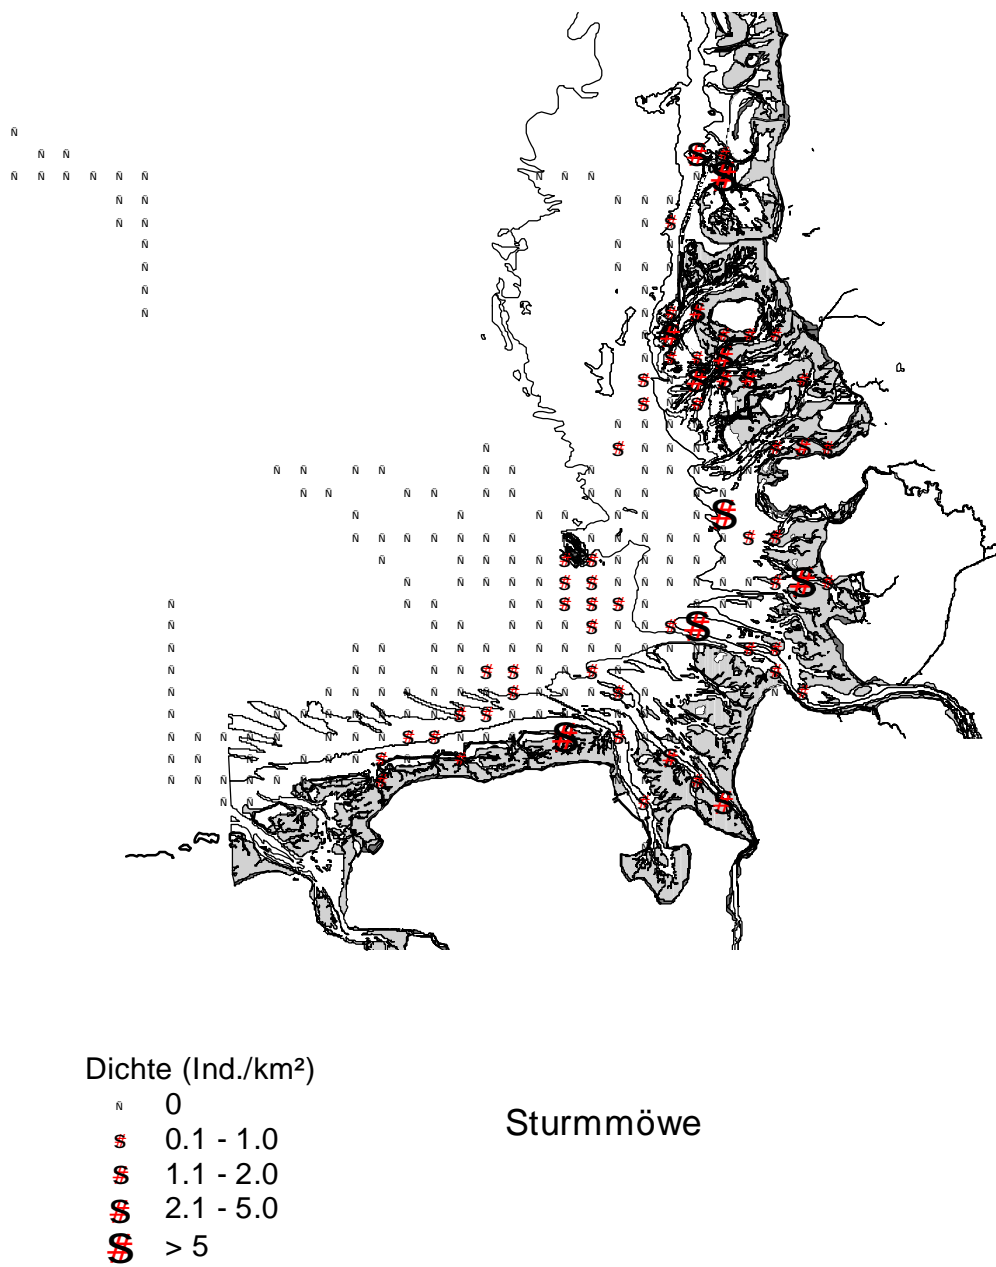 Dichte (Ind./km²)
Ñ 0
S# 0.1 - 1.0
S# 1.1 - 2.0
S# 2.1 - 5.0
S# > 5
Sturmmöwe